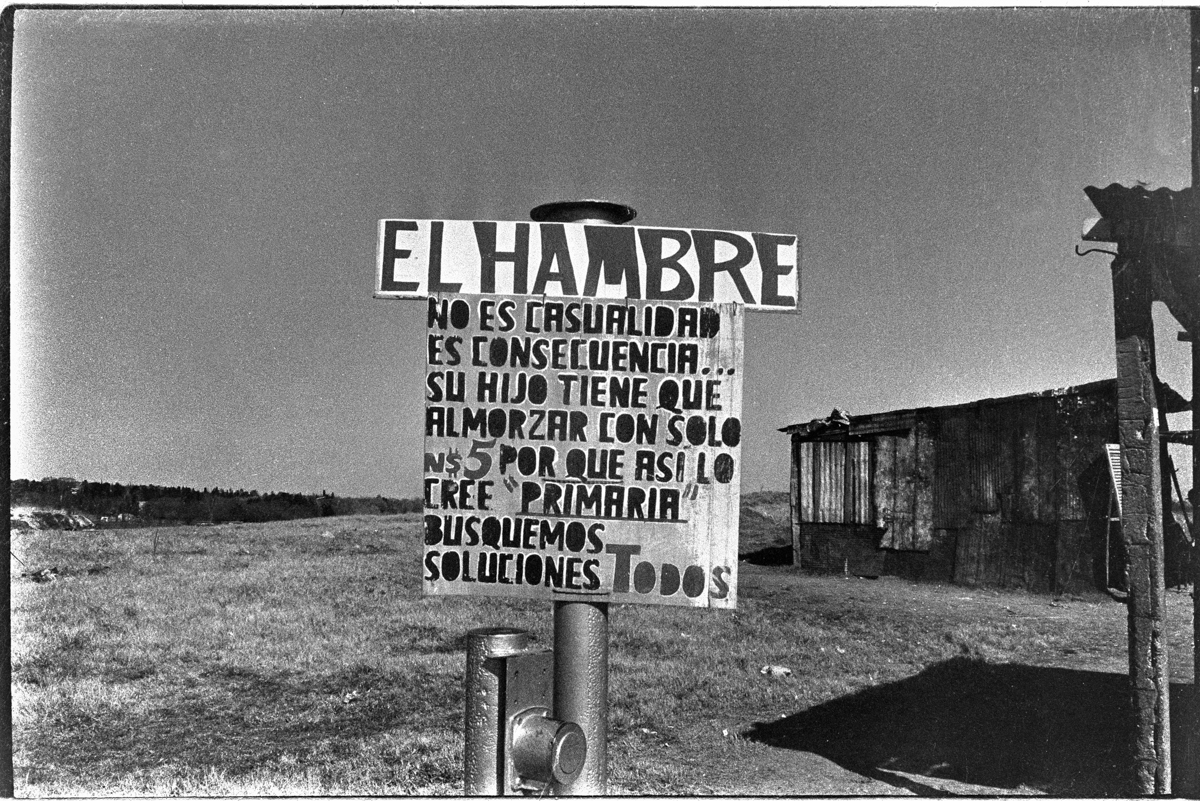 EL HAMBRE
NO ES CASUALIDAD
ES CONSECUENCIA...
SU HIJO TIENE QUE
ALMORZAR CON SOLO
N$5 POR QUE ASI LO
CREE "PRIMARIA"
BUSQUEMOS
SOLUCIONES TODOS